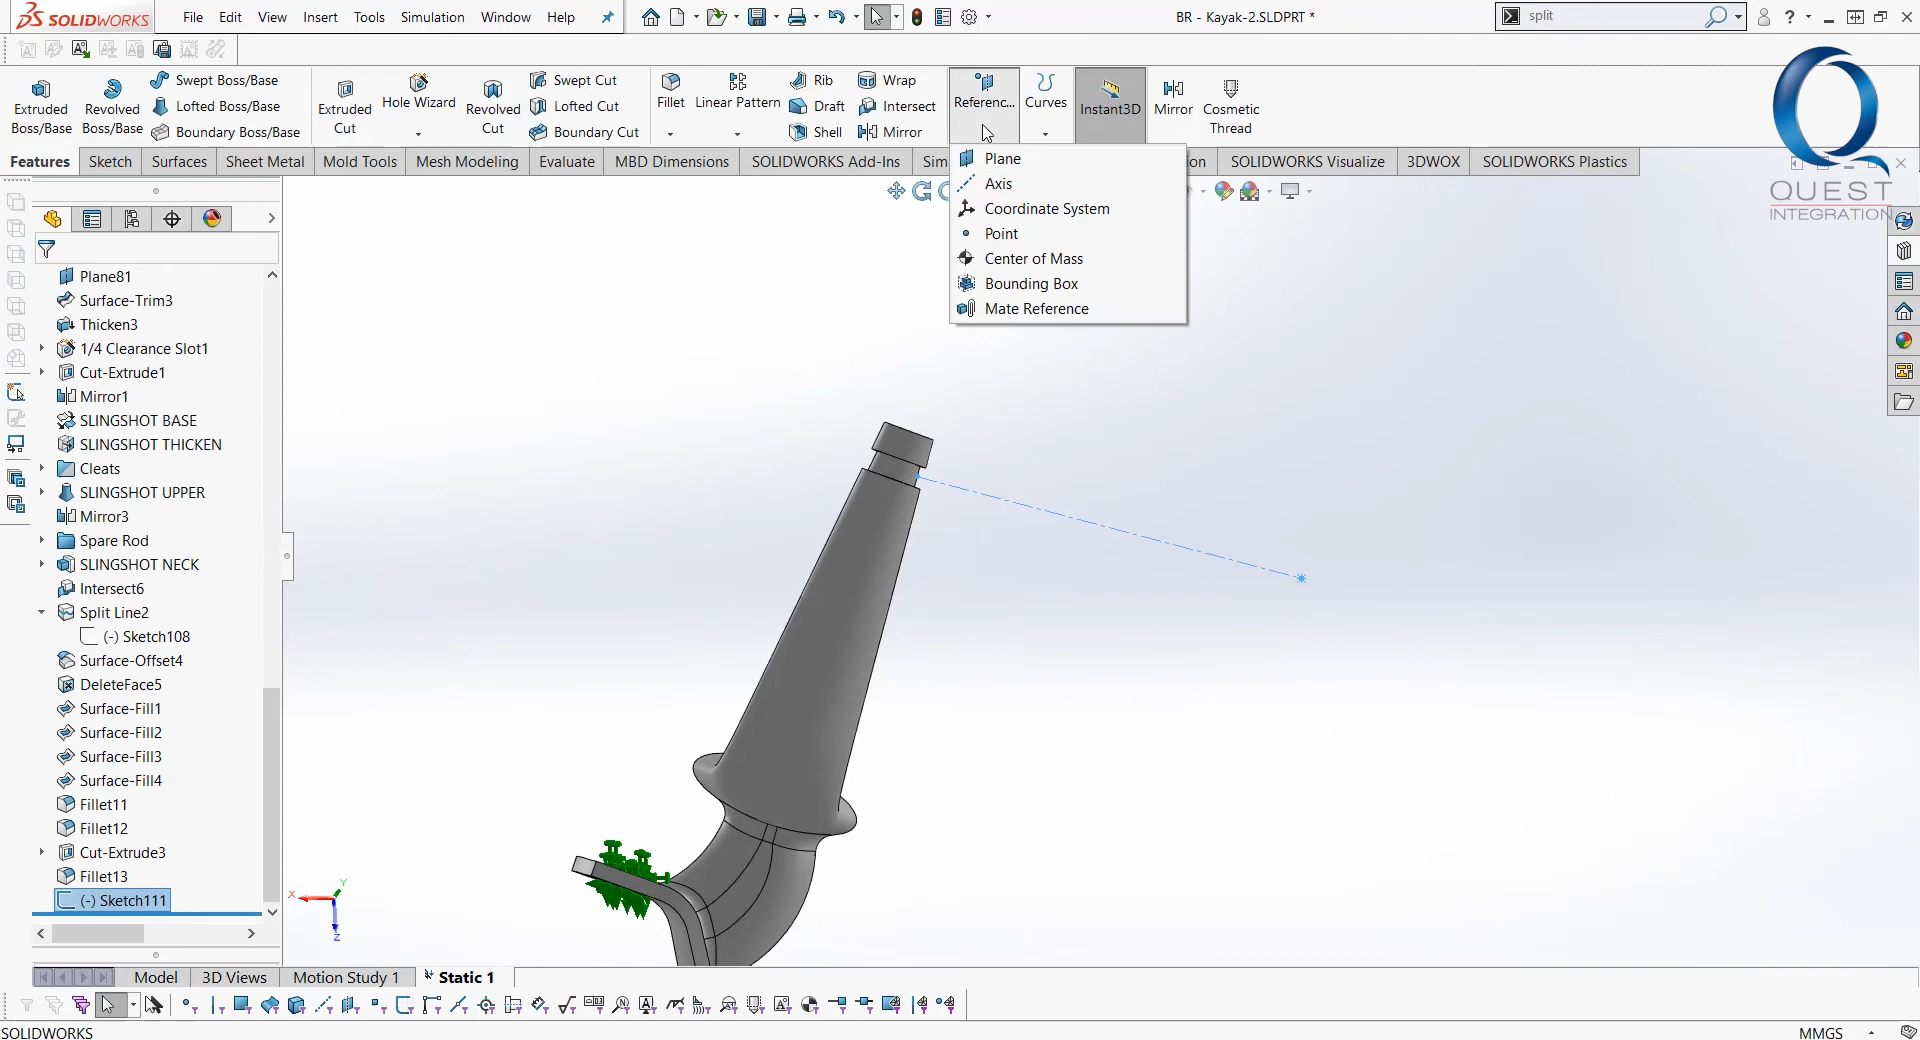 SOLIDWORKS File Edit View Insert Tools Simulation Window Help BR - Kayak-2.SLDPRT * split ?
Extruded Boss/Base Revolved Boss/Base Swept Boss/Base Lofted Boss/Base Boundary Boss/Base
Extruded Cut Hole Wizard Revolved Cut Swept Cut Lofted Cut Boundary Cut
Fillet Linear Pattern Rib Draft Shell Wrap Intersect Mirror
Referenc... Curves Instant3D Mirror Cosmetic Thread
Features Sketch Surfaces Sheet Metal Mold Tools Mesh Modeling Evaluate MBD Dimensions SOLIDWORKS Add-Ins Sim on SOLIDWORKS Visualize 3DWOX SOLIDWORKS Plastics
QUEST
INTEGRATION
Plane
Axis
Coordinate System
Point
Center of Mass
Bounding Box
Mate Reference
Plane81
Surface-Trim3
Thicken3
1/4 Clearance Slot1
Cut-Extrude1
Mirror1
SLINGSHOT BASE
SLINGSHOT THICKEN
Cleats
SLINGSHOT UPPER
Mirror3
Spare Rod
SLINGSHOT NECK
Intersect6
Split Line2
(-) Sketch108
Surface-Offset4
DeleteFace5
Surface-Fill1
Surface-Fill2
Surface-Fill3
Surface-Fill4
Fillet11
Fillet12
Cut-Extrude3
Fillet13
(-) Sketch111
X Y Z
Model 3D Views Motion Study 1 Static 1
SOLIDWORKS MMGS